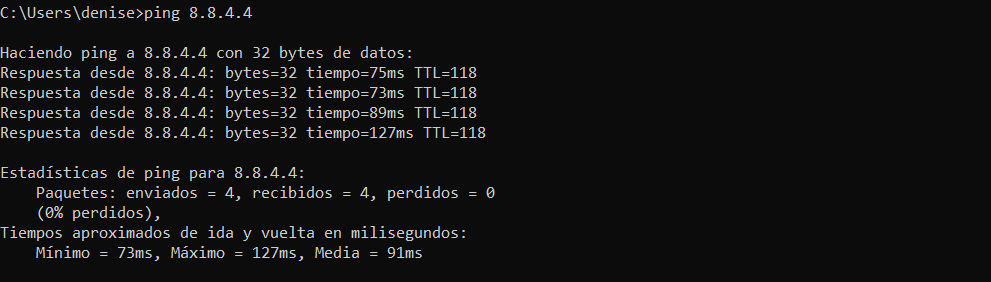 C:\Users\denise>ping 8.8.4.4
Haciendo ping a 8.8.4.4 con 32 bytes de datos:
Respuesta desde 8.8.4.4: bytes=32 tiempo=75ms TTL=118
Respuesta desde 8.8.4.4: bytes=32 tiempo=73ms TTL=118
Respuesta desde 8.8.4.4: bytes=32 tiempo=89ms TTL=118
Respuesta desde 8.8.4.4: bytes=32 tiempo=127ms TTL=118
Estadísticas de ping para 8.8.4.4:
Paquetes: enviados = 4, recibidos = 4, perdidos = 0
(0% perdidos),
Tiempos aproximados de ida y vuelta en milisegundos:
Mínimo = 73ms, Máximo = 127ms, Media = 91ms